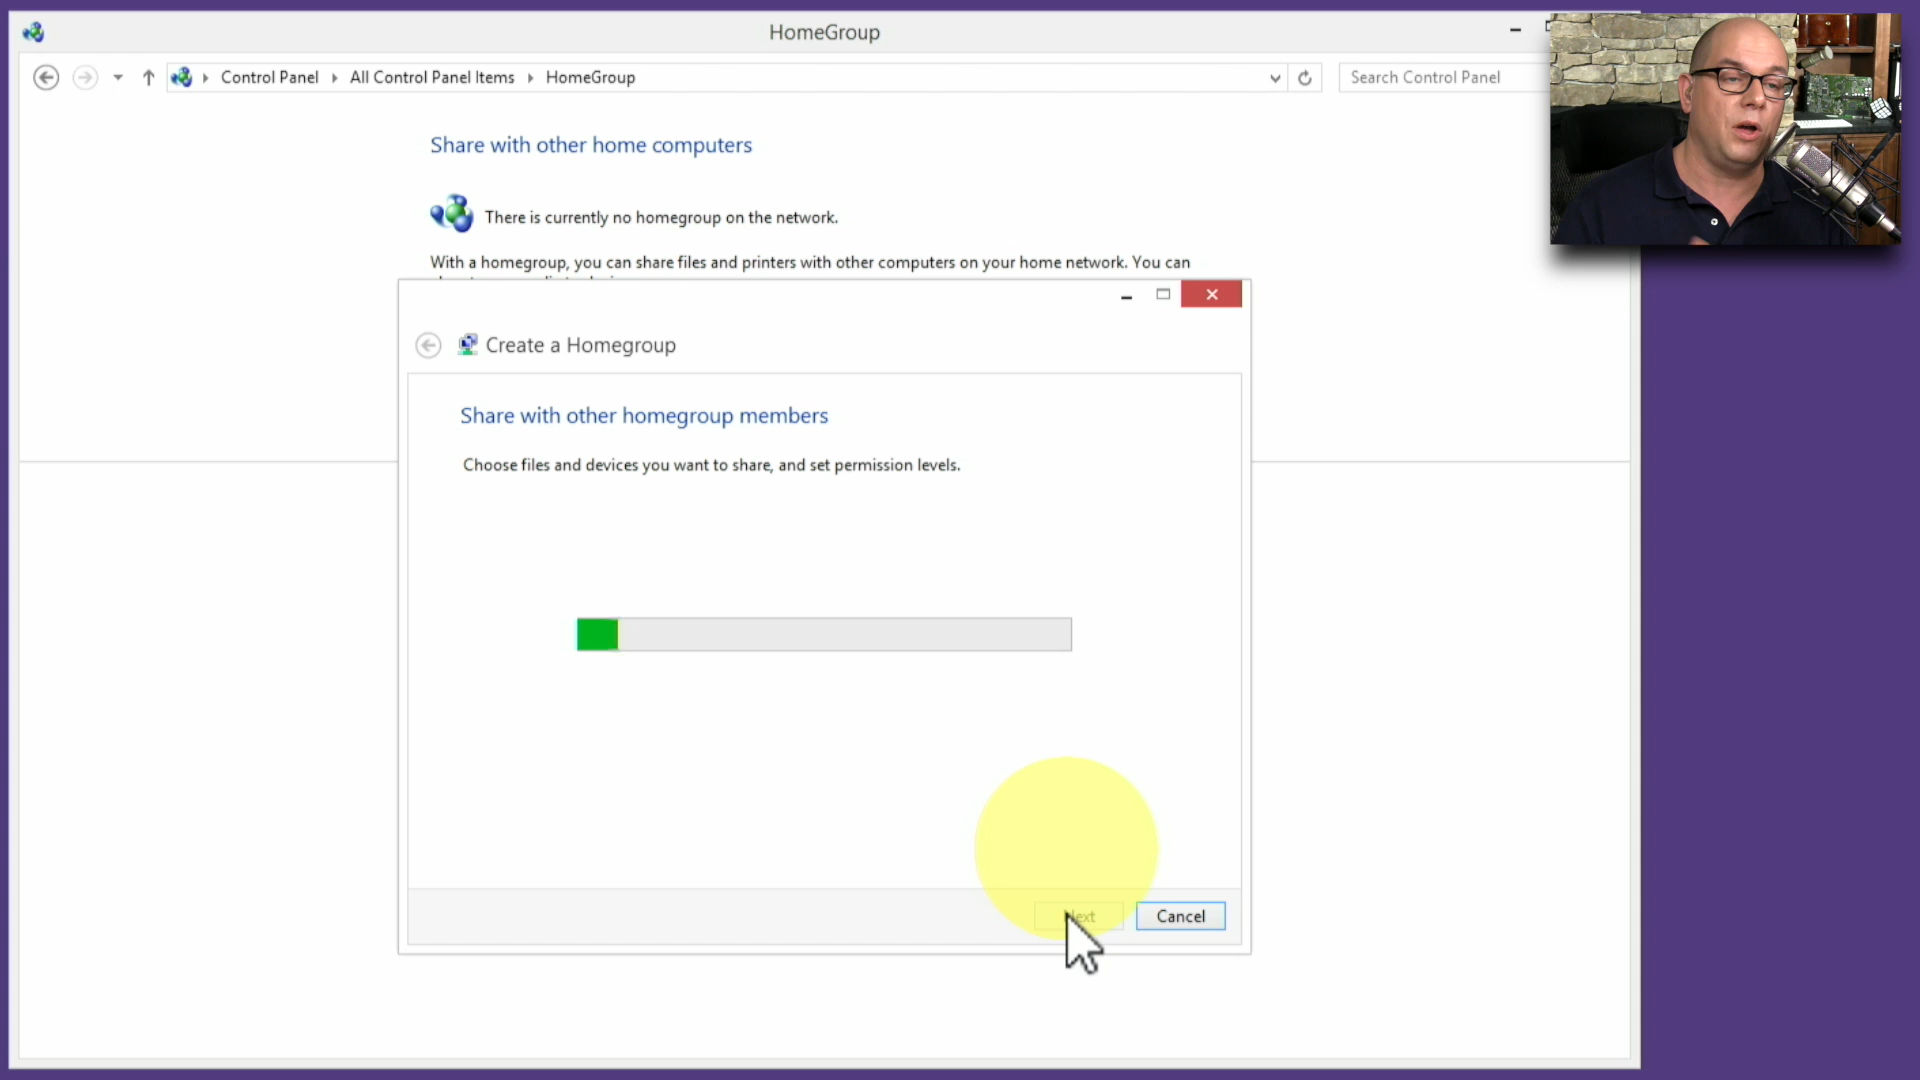 HomeGroup
Control Panel All Control Panel Items HomeGroup
Search Control Panel
Share with other home computers
There is currently no homegroup on the network.
With a homegroup, you can share files and printers with other computers on your home network. You can
Create a Homegroup
Share with other homegroup members
Choose files and devices you want to share, and set permission levels.
Cancel